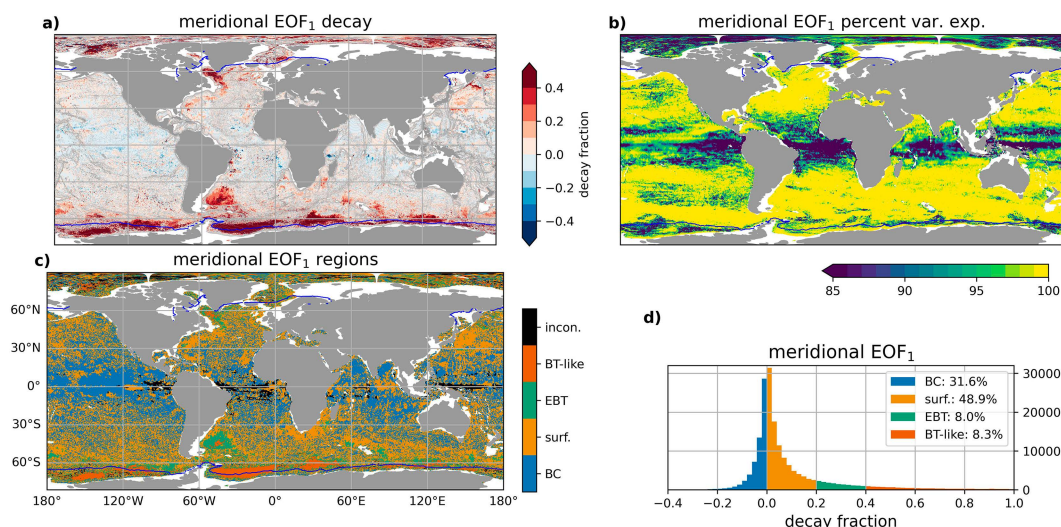 a) meridional EOF₁ decay
0.4
0.2
0.0
−0.2
−0.4
decay fraction
b) meridional EOF₁ percent var. exp.
85 90 95 100
c) meridional EOF₁ regions
60°N
30°N
0°
30°S
60°S
180° 120°W 60°W 0° 60°E 120°E 180°
incon.
BT-like
EBT
surf.
BC
d)
meridional EOF₁
BC: 31.6%
surf.: 48.9%
EBT: 8.0%
BT-like: 8.3%
30000
20000
10000
0
−0.4 −0.2 0.0 0.2 0.4 0.6 0.8 1.0
decay fraction